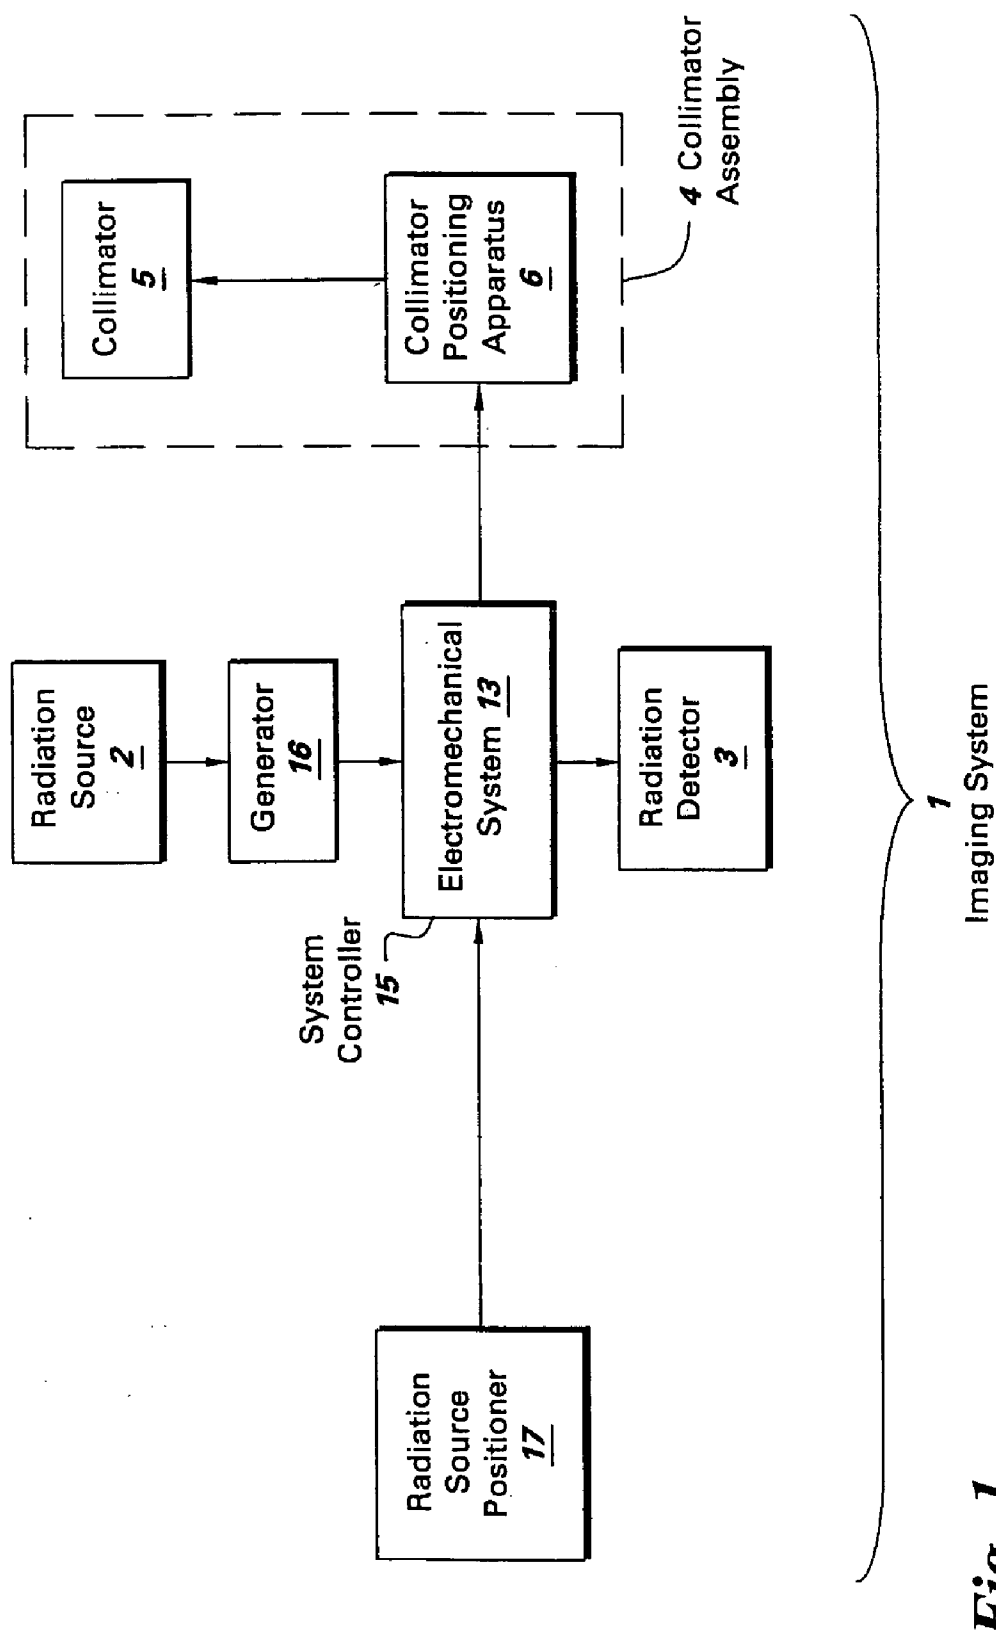 Radiation
Source
2
Generator
16
System
Controller
15
Electromechanical
System 13
Radiation
Detector
3
Radiation
Source
Positioner
17
Collimator
5
Collimator
Positioning
Apparatus
6
4 Collimator
Assembly
1
Imaging System
Fig. 1